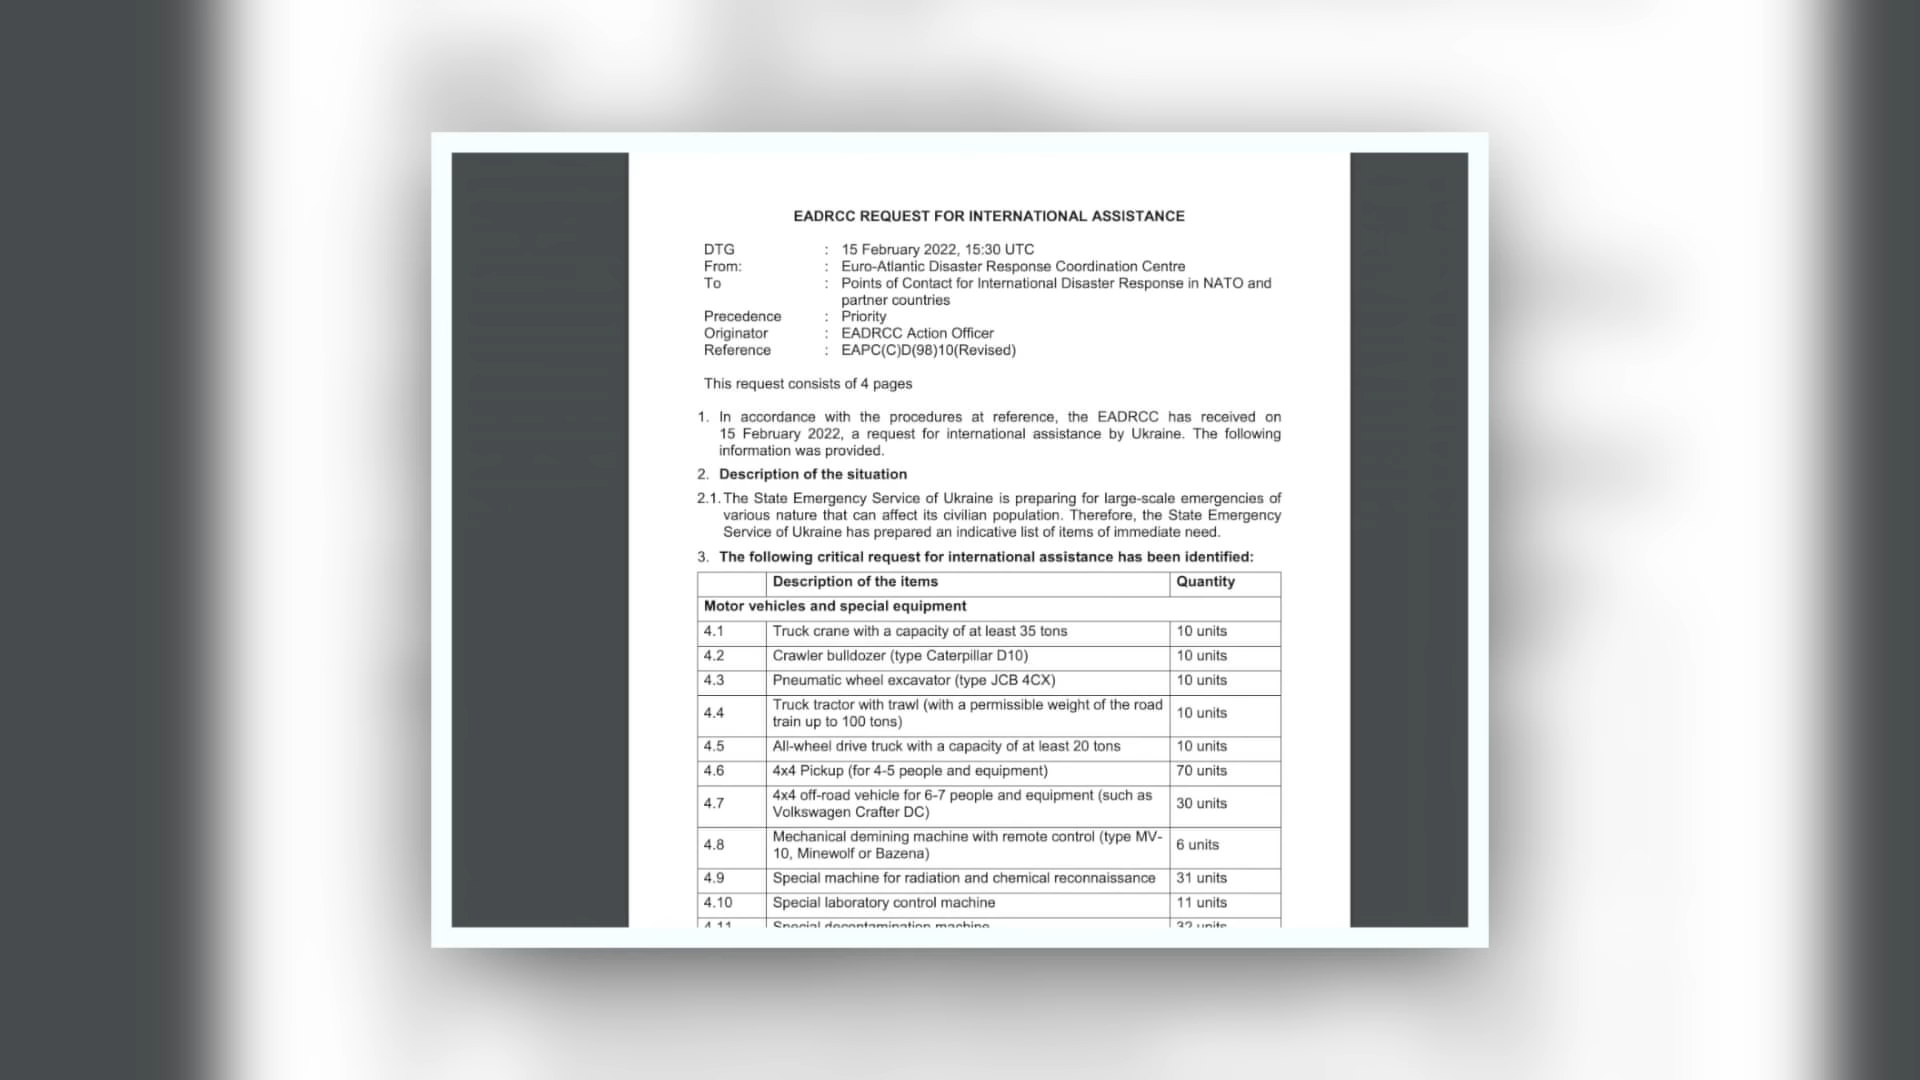 EADRCC REQUEST FOR INTERNATIONAL ASSISTANCE
DTG : 15 February 2022, 15:30 UTC
From: : Euro-Atlantic Disaster Response Coordination Centre
To : Points of Contact for International Disaster Response in NATO and
partner countries
Precedence : Priority
Originator : EADRCC Action Officer
Reference : EAPC(C)D(98)10(Revised)
This request consists of 4 pages
1. In accordance with the procedures at reference, the EADRCC has received on
15 February 2022, a request for international assistance by Ukraine. The following
information was provided.
2. Description of the situation
2.1. The State Emergency Service of Ukraine is preparing for large-scale emergencies of
various nature that can affect its civilian population. Therefore, the State Emergency
Service of Ukraine has prepared an indicative list of items of immediate need.
3. The following critical request for international assistance has been identified:
Description of the items Quantity
Motor vehicles and special equipment
4.1 Truck crane with a capacity of at least 35 tons 10 units
4.2 Crawler bulldozer (type Caterpillar D10) 10 units
4.3 Pneumatic wheel excavator (type JCB 4CX) 10 units
4.4 Truck tractor with trawl (with a permissible weight of the road
train up to 100 tons) 10 units
4.5 All-wheel drive truck with a capacity of at least 20 tons 10 units
4.6 4x4 Pickup (for 4-5 people and equipment) 70 units
4.7 4x4 off-road vehicle for 6-7 people and equipment (such as
Volkswagen Crafter DC) 30 units
4.8 Mechanical demining machine with remote control (type MV-
10, Minewolf or Bazena) 6 units
4.9 Special machine for radiation and chemical reconnaissance 31 units
4.10 Special laboratory control machine 11 units
4.11 Special decontamination machine 32 units